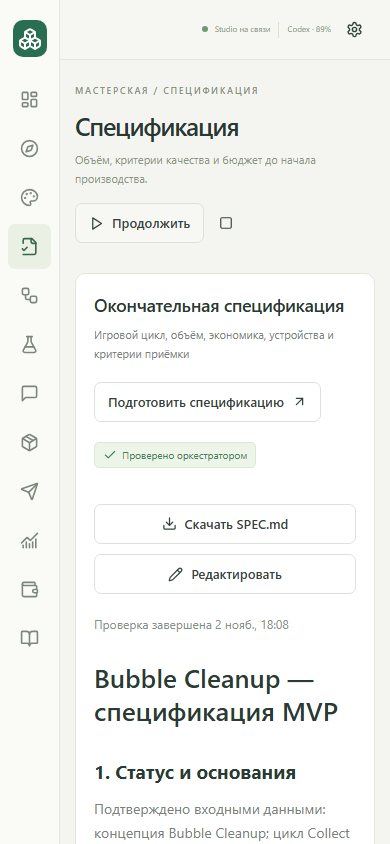 Studio на связи
Codex · 89%
МАСТЕРСКАЯ / СПЕЦИФИКАЦИЯ
Спецификация
Объём, критерии качества и бюджет до начала
производства.
Продолжить
Окончательная спецификация
Игровой цикл, объём, экономика, устройства и
критерии приёмки
Подготовить спецификацию
Проверено оркестратором
Скачать SPEC.md
Редактировать
Проверка завершена 2 нояб., 18:08
Bubble Cleanup —
спецификация MVP
1. Статус и основания
Подтверждено входными данными:
концепция Bubble Cleanup; цикл Collect